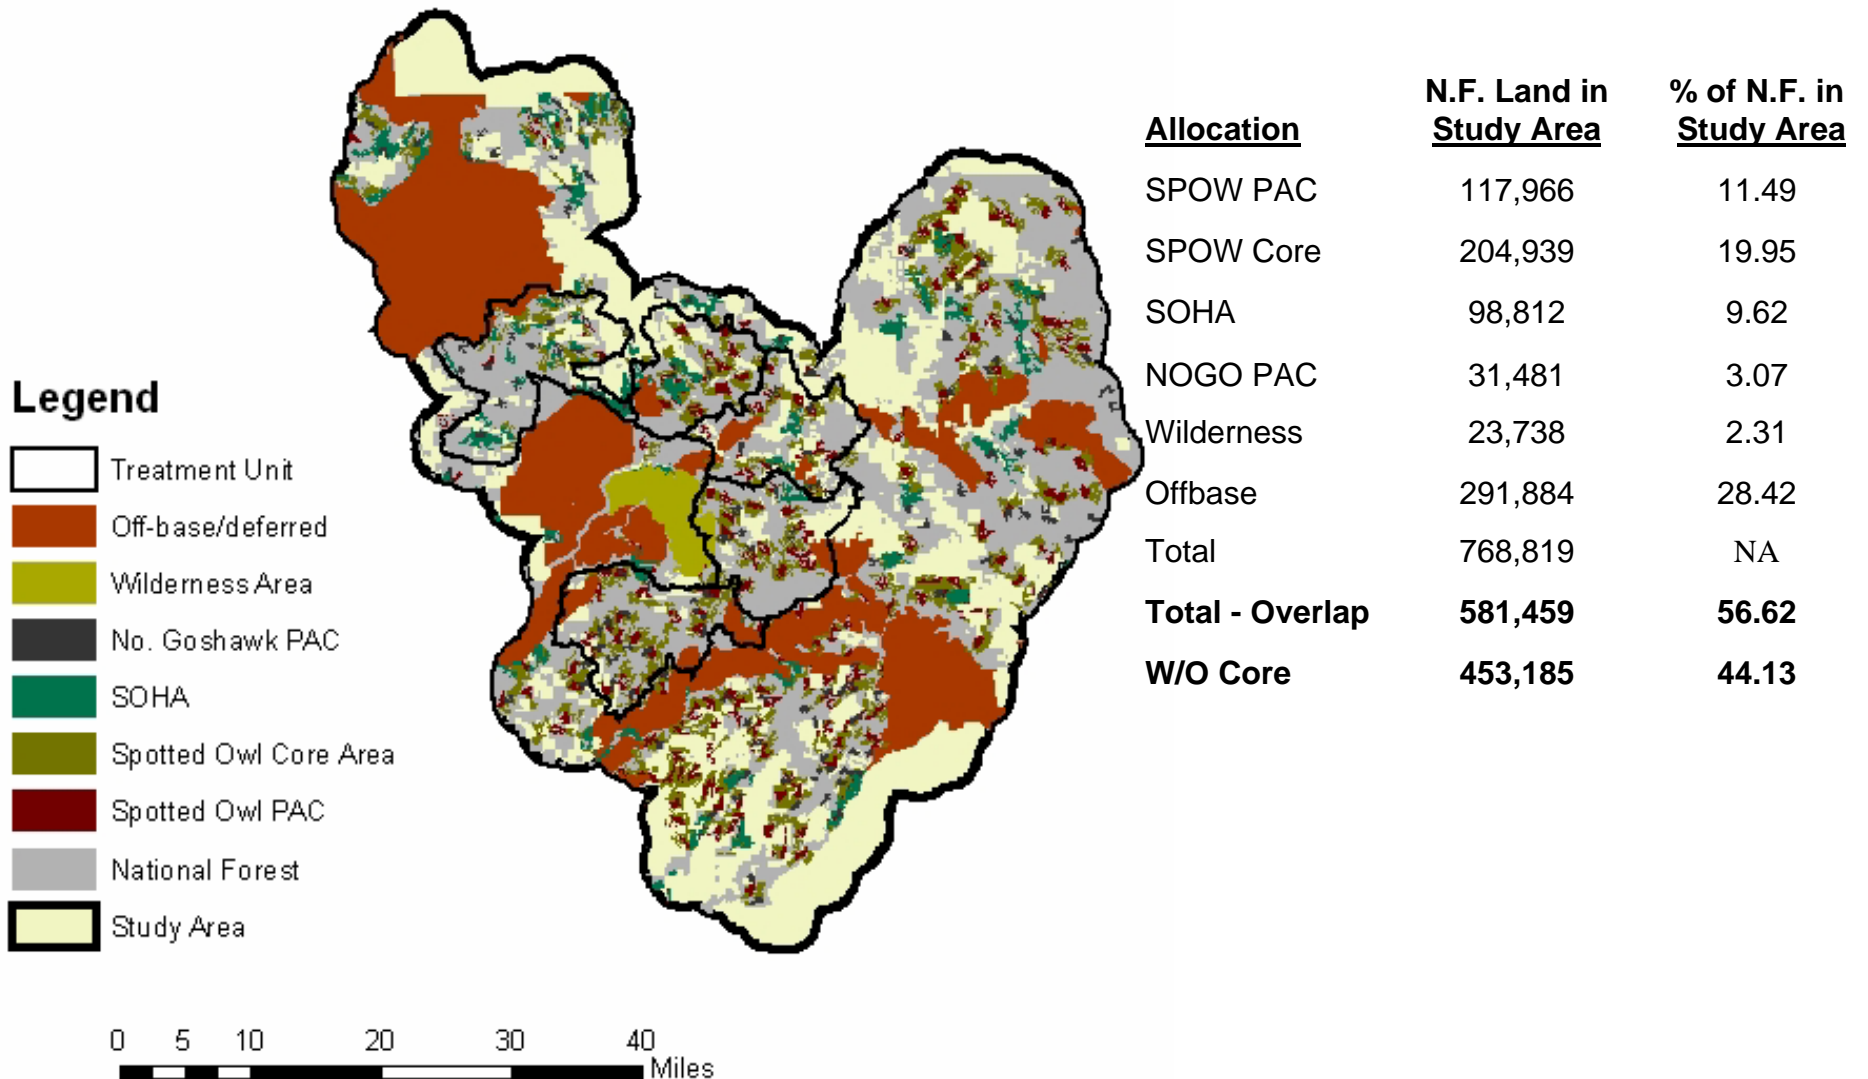 N.F. Land in % of N.F. in
Allocation Study Area Study Area
SPOW PAC 117,966 11.49
SPOW Core 204,939 19.95
SOHA 98,812 9.62
NOGO PAC 31,481 3.07
Wilderness 23,738 2.31
Offbase 291,884 28.42
Total 768,819 NA
Total - Overlap 581,459 56.62
W/O Core 453,185 44.13
Legend
Treatment Unit
Off-base/deferred
Wilderness Area
No. Goshawk PAC
SOHA
Spotted Owl Core Area
Spotted Owl PAC
National Forest
Study Area
0 5 10 20 30 40
Miles